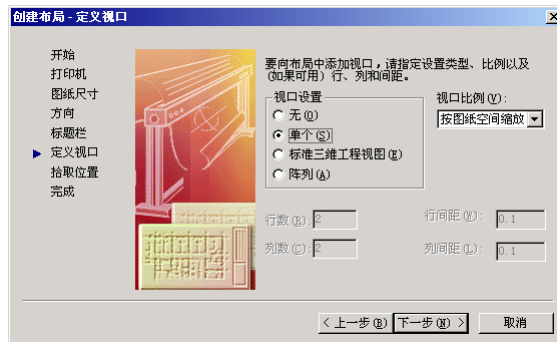 创建布局 - 定义视口
开始
打印机
图纸尺寸
方向
标题栏
定义视口
拾取位置
完成
要向布局中添加视口，请指定设置类型、比例以及
(如果可用) 行、列和间距。
视口设置
无(O)
单个(S)
标准三维工程视图(E)
阵列(A)
视口比例(V):
按图纸空间缩放
行数(R): 2
行间距(W): 0.1
列数(C): 2
列间距(L): 0.1
< 上一步(B)
下一步(N) >
取消